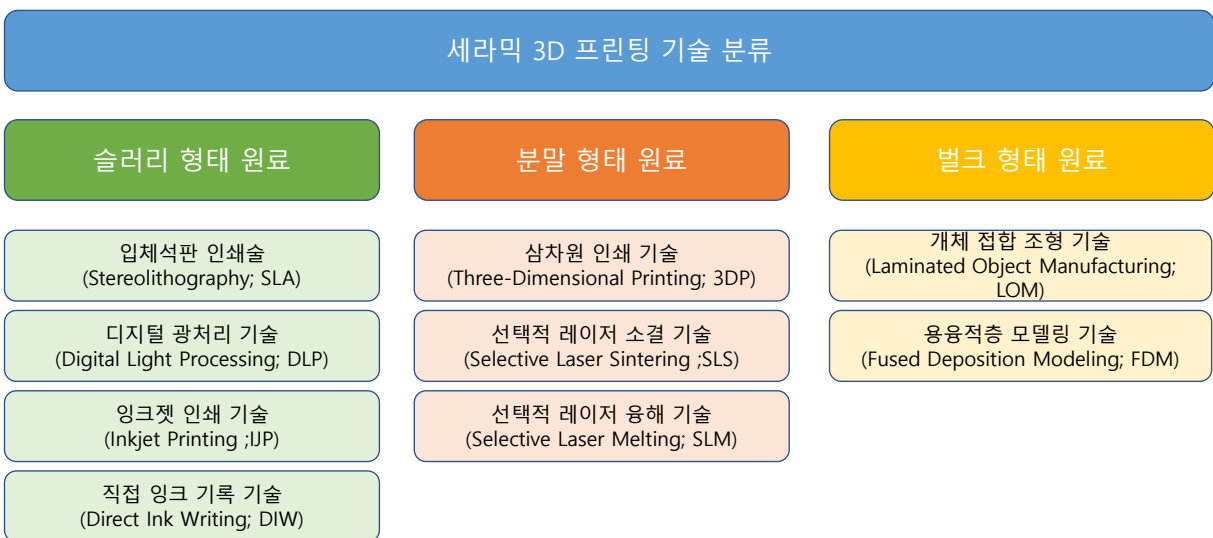 세라믹 3D 프린팅 기술 분류
슬러리 형태 원료
입체석판 인쇄술
(Stereolithography; SLA)
디지털 광처리 기술
(Digital Light Processing; DLP)
잉크젯 인쇄 기술
(Inkjet Printing ;IJP)
직접 잉크 기록 기술
(Direct Ink Writing; DIW)
분말 형태 원료
삼차원 인쇄 기술
(Three-Dimensional Printing; 3DP)
선택적 레이저 소결 기술
(Selective Laser Sintering ;SLS)
선택적 레이저 융해 기술
(Selective Laser Melting; SLM)
벌크 형태 원료
개체 접합 조형 기술
(Laminated Object Manufacturing;
LOM)
용융적층 모델링 기술
(Fused Deposition Modeling; FDM)